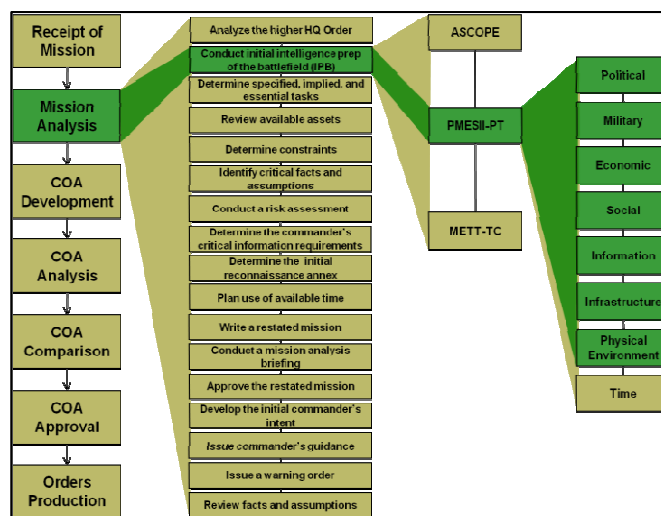 Receipt of
Mission
Mission
Analysis
COA
Development
COA
Analysis
COA
Comparison
COA
Approval
Orders
Production
Analyze the higher HQ Order
Conduct initial intelligence prep
of the battlefield (IPB)
Determine specified, implied, and
essential tasks
Review available assets
Determine constraints
Identify critical facts and
assumptions
Conduct a risk assessment
Determine the commander's
critical information requirements
Determine the initial
reconnaissance annex
Plan use of available time
Write a restated mission
Conduct a mission analysis
briefing
Approve the restated mission
Develop the initial commander's
intent
Issue commander's guidance
Issue a warning order
Review facts and assumptions
ASCOPE
PMESII-PT
METT-TC
Political
Military
Economic
Social
Information
Infrastructure
Physical
Environment
Time